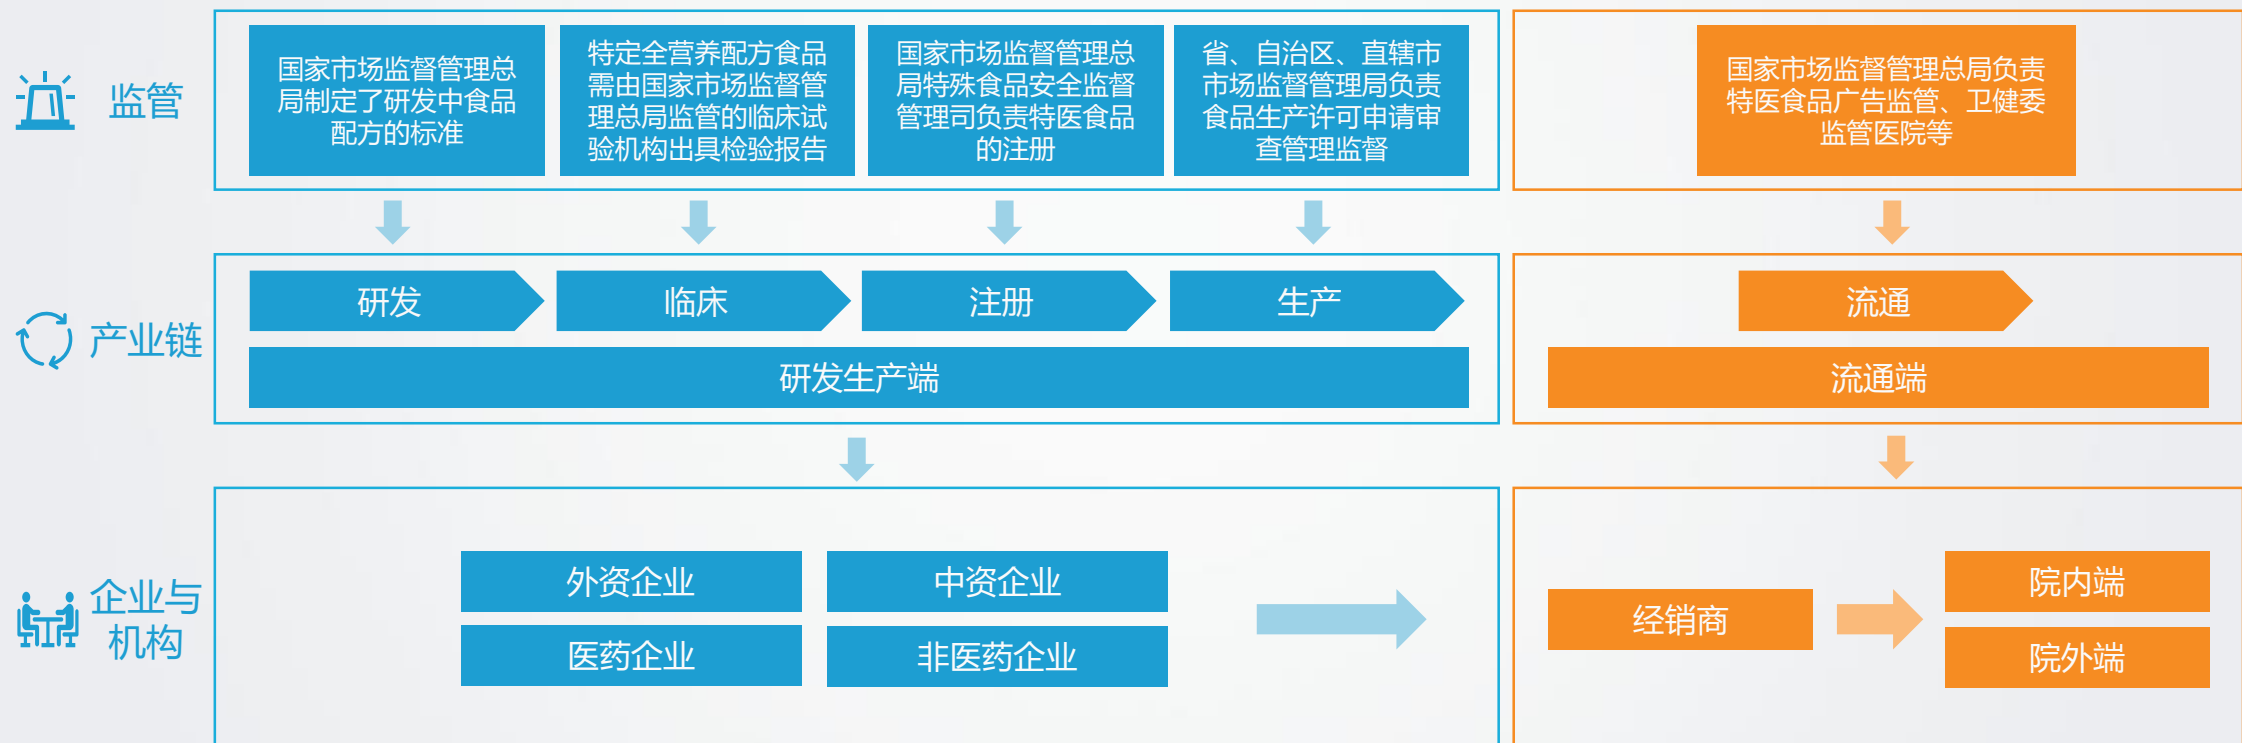 监管
国家市场监督管理总
局制定了研发中食品
配方的标准
特定全营养配方食品
需由国家市场监督管
理总局监管的临床试
验机构出具检验报告
国家市场监督管理总
局特殊食品安全监督
管理司负责特医食品
的注册
省、自治区、直辖市
市场监督管理局负责
食品生产许可申请审
查管理监督
国家市场监督管理总局负责
特医食品广告监管、卫健委
监管医院等
产业链
研发
临床
注册
生产
流通
研发生产端
流通端
企业与
机构
外资企业
中资企业
医药企业
非医药企业
经销商
院内端
院外端